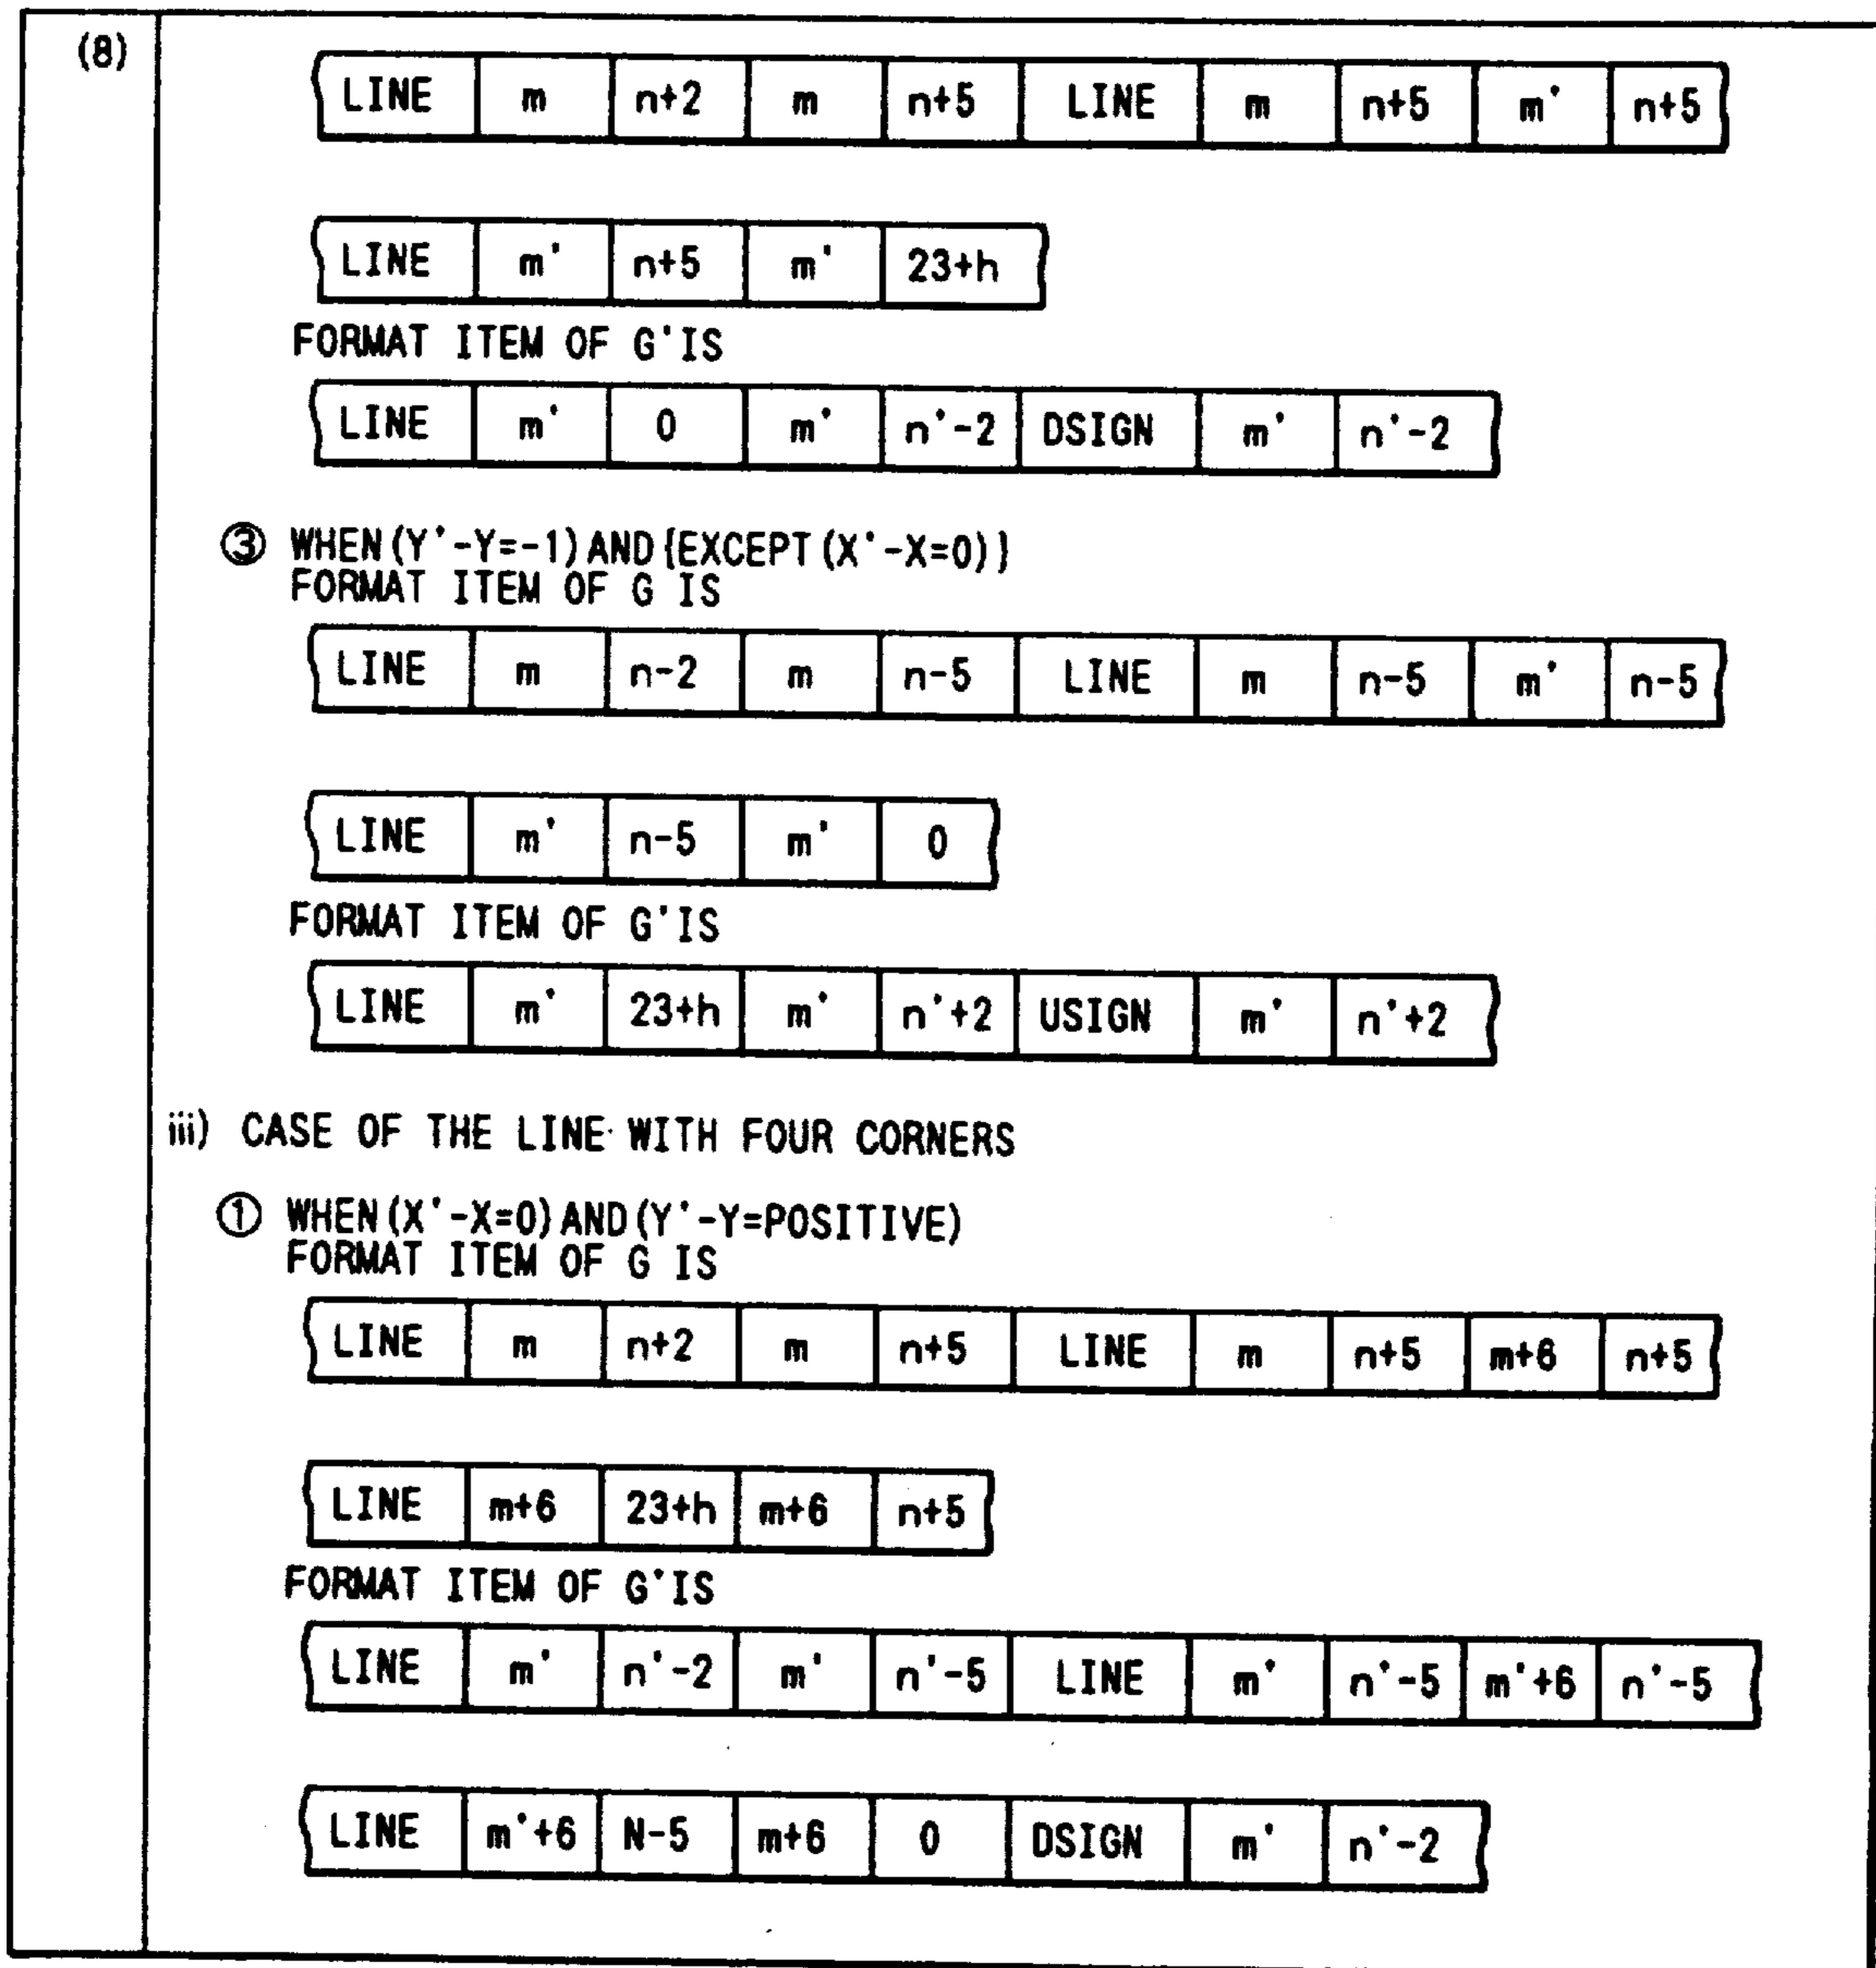 (8)
LINE m n+2 m n+5 LINE m n+5 m' n+5
LINE m' n+5 m' 23+h
FORMAT ITEM OF G'IS
LINE m' 0 m' n'-2 DSIGN m' n'-2
③ WHEN(Y'-Y=-1)AND{EXCEPT(X'-X=0)}
FORMAT ITEM OF G IS
LINE m n-2 m n-5 LINE m n-5 m' n-5
LINE m' n-5 m' 0
FORMAT ITEM OF G'IS
LINE m' 23+h m' n'+2 USIGN m' n'+2
iii) CASE OF THE LINE WITH FOUR CORNERS
① WHEN(X'-X=0)AND(Y'-Y=POSITIVE)
FORMAT ITEM OF G IS
LINE m n+2 m n+5 LINE m n+5 m+6 n+5
LINE m+6 23+h m+6 n+5
FORMAT ITEM OF G'IS
LINE m' n'-2 m' n'-5 LINE m' n'-5 m'+6 n'-5
LINE m'+6 N-5 m+6 0 DSIGN m' n'-2